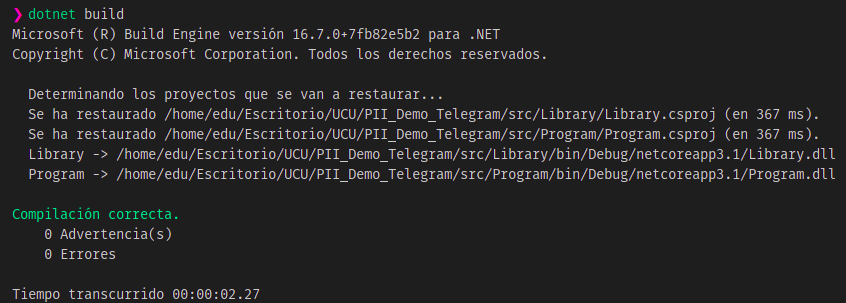 ❯ dotnet build
Microsoft (R) Build Engine versión 16.7.0+7fb82e5b2 para .NET
Copyright (C) Microsoft Corporation. Todos los derechos reservados.
Determinando los proyectos que se van a restaurar...
Se ha restaurado /home/edu/Escritorio/UCU/PII_Demo_Telegram/src/Library/Library.csproj (en 367 ms).
Se ha restaurado /home/edu/Escritorio/UCU/PII_Demo_Telegram/src/Program/Program.csproj (en 367 ms).
Library -> /home/edu/Escritorio/UCU/PII_Demo_Telegram/src/Library/bin/Debug/netcoreapp3.1/Library.dll
Program -> /home/edu/Escritorio/UCU/PII_Demo_Telegram/src/Program/bin/Debug/netcoreapp3.1/Program.dll
Compilación correcta.
0 Advertencia(s)
0 Errores
Tiempo transcurrido 00:00:02.27